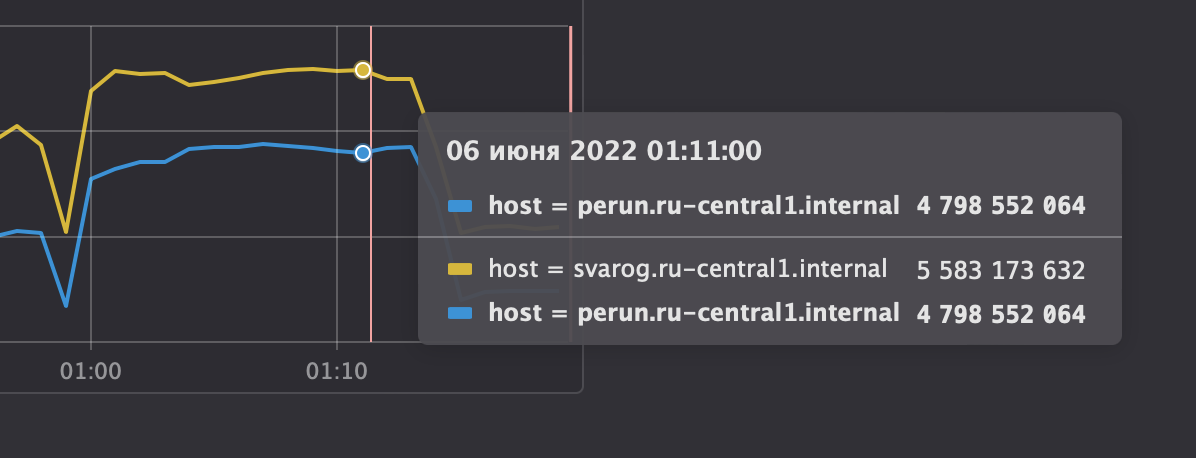 06 июня 2022 01:11:00
host = perun.ru-central1.internal 4 798 552 064
host = svarog.ru-central1.internal 5 583 173 632
host = perun.ru-central1.internal 4 798 552 064
01:00 01:10